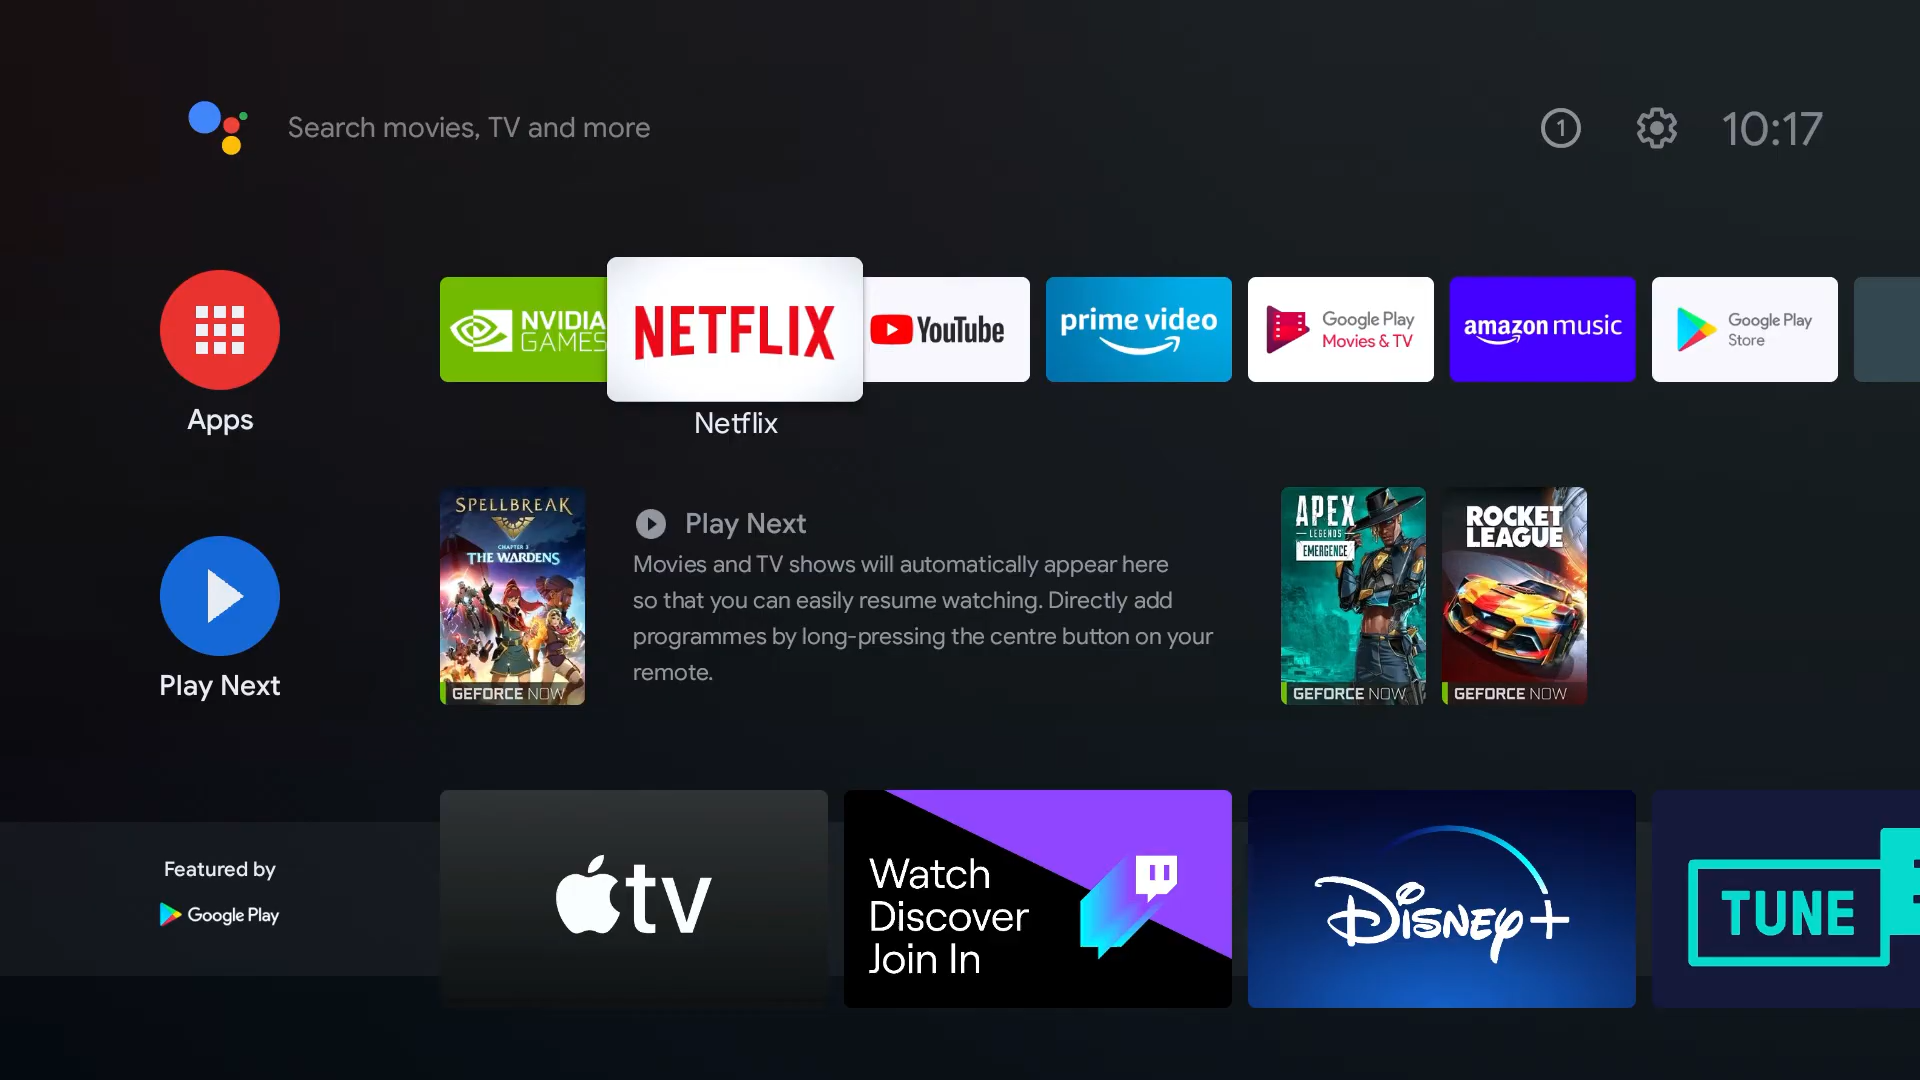 Search movies, TV and more
1
10:17
NVIDIA
GAMES
NETFLIX
YouTube
prime video
Google Play
Movies & TV
amazon music
Google Play
Store
Apps
Netflix
SPELLBREAK
CHAPTER 3
THE WARDENS
GEFORCE NOW
Play Next
Movies and TV shows will automatically appear here
so that you can easily resume watching. Directly add
programmes by long-pressing the centre button on your
remote.
APEX
LEGENDS
EMERGENCE
GEFORCE NOW
ROCKET
LEAGUE
GEFORCE NOW
Play Next
Featured by
Google Play
tv
Watch
Discover
Join In
Disney+
TUNE